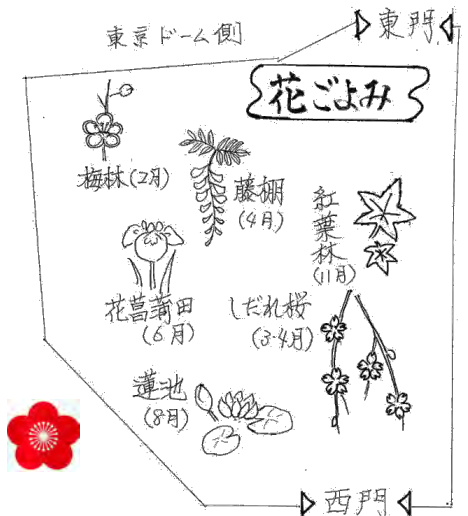 東京ドーム側
東門
花ごよみ
梅林(2月)
藤棚
(4月)
紅葉林
(11月)
花菖蒲田
(6月)
しだれ桜
(3·4月)
蓮池
(8月)
西門